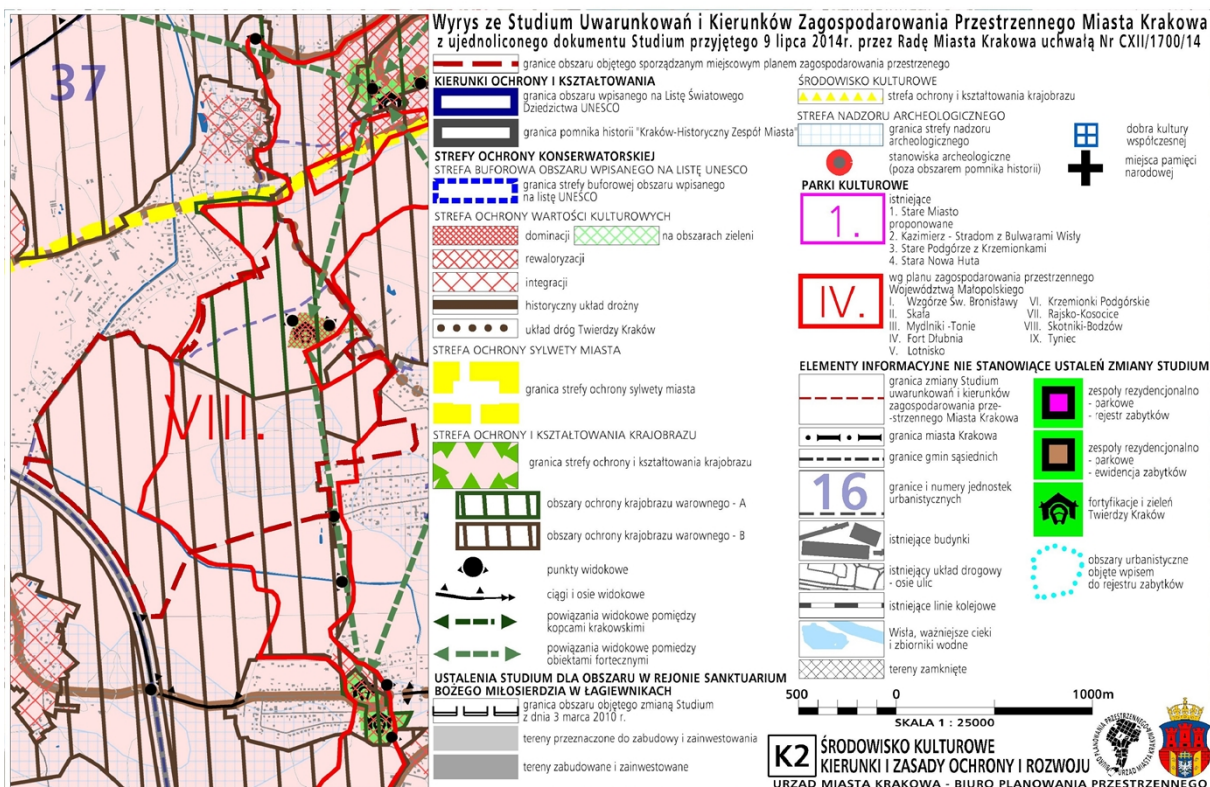 37
VIII.
Wyrys ze Studium Uwarunkowań i Kierunków Zagospodarowania Przestrzennego Miasta Krakowa
z ujednoliconego dokumentu Studium przyjętego 9 lipca 2014r. przez Radę Miasta Krakowa uchwałą Nr CXII/1700/14
granice obszaru objętego sporządzanym miejscowym planem zagospodarowania przestrzenego
KIERUNKI OCHRONY I KSZTAŁTOWANIA
granica obszaru wpisanego na Listę Światowego
Dziedzictwa UNESCO
granica pomnika historii "Kraków-Historyczny Zespół Miasta"
STREFY OCHRONY KONSERWATORSKIEJ
STREFA BUFOROWA OBSZARU WPISANEGO NA LISTĘ UNESCO
granica strefy buforowej obszaru wpisanego
na listę UNESCO
STREFA OCHRONY WARTOŚCI KULTUROWYCH
dominacji
na obszarach zieleni
rewaloryzacji
integracji
historyczny układ drożny
układ dróg Twierdzy Kraków
STREFA OCHRONY SYLWETY MIASTA
granica strefy ochrony sylwety miasta
STREFA OCHRONY I KSZTAŁTOWANIA KRAJOBRAZU
granica strefy ochrony i kształtowania krajobrazu
obszary ochrony krajobrazu warownego - A
obszary ochrony krajobrazu warownego - B
punkty widokowe
ciągi i osie widokowe
powiązania widokowe pomiędzy
kopcami krakowskimi
powiązania widokowe pomiędzy
obiektami fortecznymi
USTALENIA STUDIUM DLA OBSZARU W REJONIE SANKTUARIUM
BOŻEGO MIŁOSIERDZIA W ŁAGIEWNIKACH
granica obszaru objętego zmianą Studium
z dnia 3 marca 2010 r.
tereny przeznaczone do zabudowy i zainwestowania
tereny zabudowane i zainwestowane
ŚRODOWISKO KULTUROWE
strefa ochrony i kształtowania krajobrazu
STREFA NADZORU ARCHEOLOGICZNEGO
granica strefy nadzoru
archeologicznego
stanowiska archeologiczne
(poza obszarem pomnika historii)
dobra kultury
współczesnej
miejsca pamięci
narodowej
PARKI KULTUROWE
1.
istniejące
1. Stare Miasto
proponowane
2. Kazimierz - Stradom z Bulwarami Wisły
3. Stare Podgórze z Krzemionkami
4. Stara Nowa Huta
IV.
wg planu zagospodarowania przestrzennego
Województwą Małopolskiego
I. Wzgórze Św. Bronisławy
II. Skała
III. Mydlniki -Tonie
IV. Fort Dłubnia
V. Lotnisko
VI. Krzemionki Podgórskie
VII. Rajsko-Kosocice
VIII. Skotniki-Bodzów
IX. Tyniec
ELEMENTY INFORMACYJNE NIE STANOWIĄCE USTALEŃ ZMIANY STUDIUM
granica zmiany Studium
uwarunkowań i kierunków
zagospodarowania prze-
-strzennego Miasta Krakowa
granica miasta Krakowa
granice gmin sąsiednich
16
granice i numery jednostek
urbanistycznych
istniejące budynki
istniejący układ drogowy
- osie ulic
istniejące linie kolejowe
Wisła, ważniejsze cieki
i zbiorniki wodne
tereny zamknięte
zespoły rezydencjonalno
- parkowe
- rejestr zabytków
zespoły rezydencjonalno
- parkowe
- ewidencja zabytków
fortyfikacje i zieleń
Twierdzy Kraków
obszary urbanistyczne
objęte wpisem
do rejestru zabytków
500 0 1000m
SKALA 1 : 25000
K2
ŚRODOWISKO KULTUROWE
KIERUNKI I ZASADY OCHRONY I ROZWOJU
URZĄD MIASTA KRAKOWA - BIURO PLANOWANIA PRZESTRZENNEGO